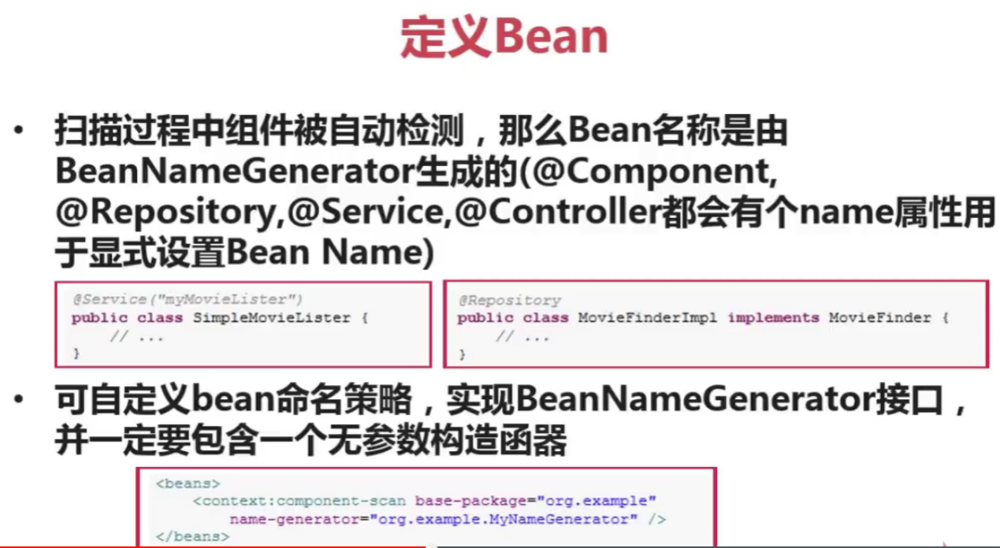 定义Bean
• 扫描过程中组件被自动检测，那么Bean名称是由
BeanNameGenerator生成的(@Component,
@Repository,@Service,@Controller都会有个name属性用
于显式设置Bean Name)
@Service("myMovieLister")
public class SimpleMovieLister {
// ...
}
@Repository
public class MovieFinderImpl implements MovieFinder {
// ...
}
• 可自定义bean命名策略，实现BeanNameGenerator接口，
并一定要包含一个无参数构造函器
<beans>
<context:component-scan base-package="org.example"
name-generator="org.example.MyNameGenerator" />
</beans>